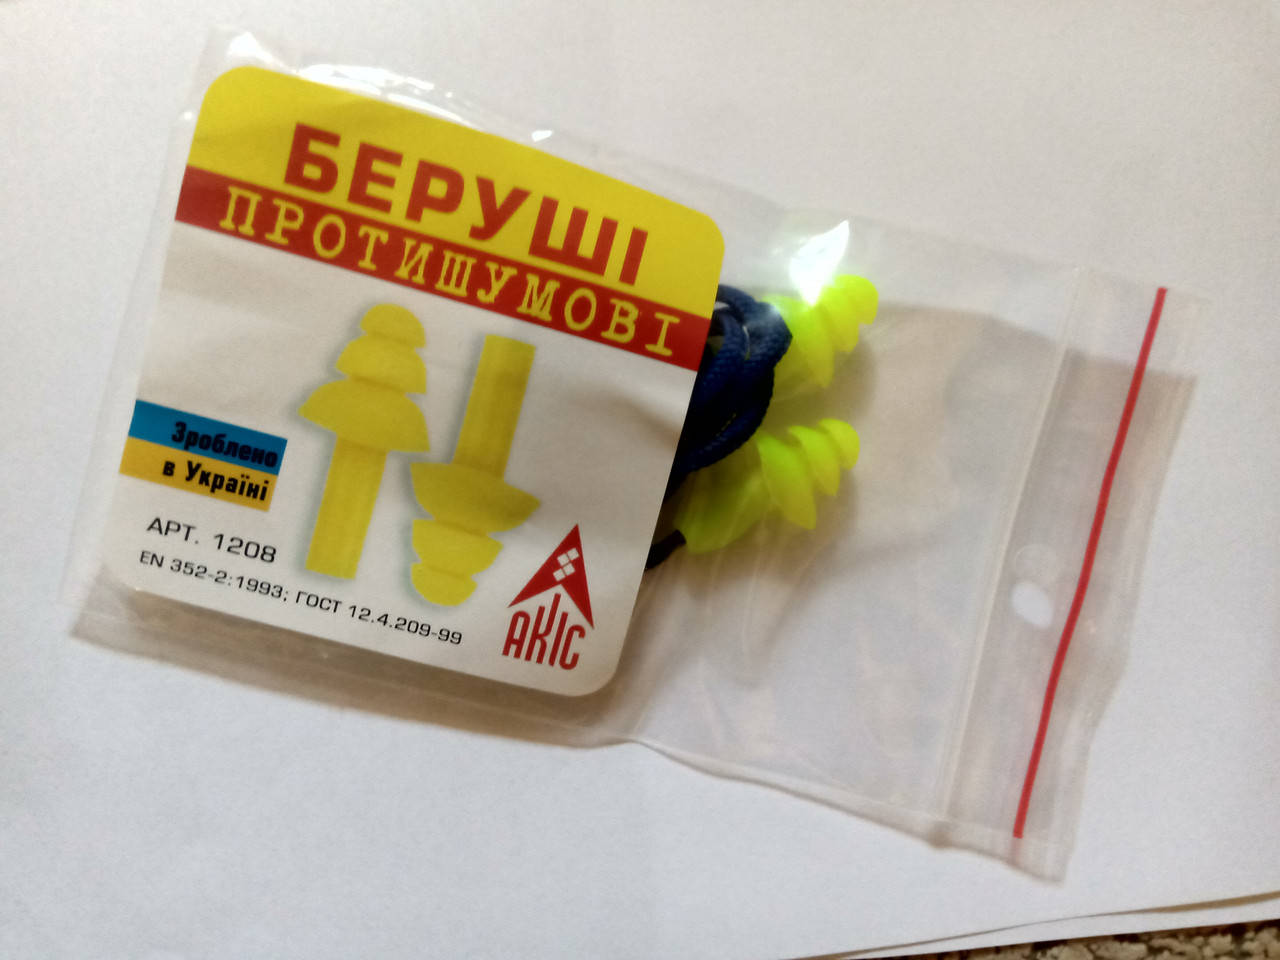 БЕРУШІ
ПРОТИШУМОВІ
Зроблено
в Україні
АРТ. 1208
EN 352-2:1993; ГОСТ 12.4.209-99
АКІС